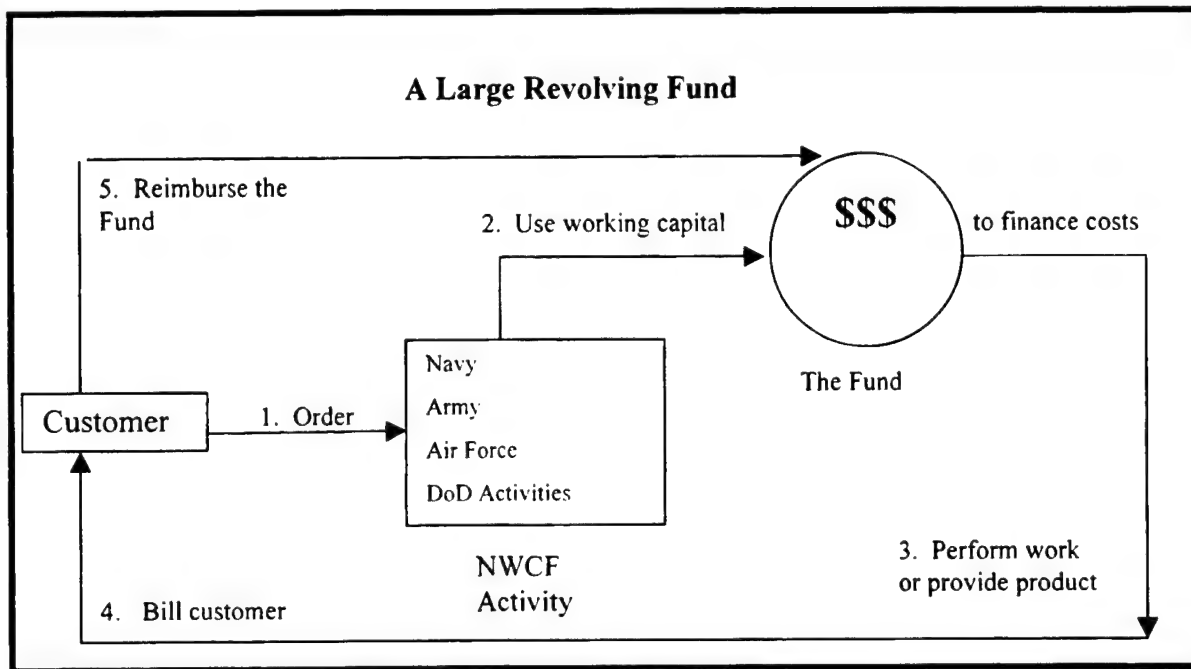 A Large Revolving Fund
5. Reimburse the
Fund
2. Use working capital
$$$
to finance costs
The Fund
Customer
1. Order
Navy
Army
Air Force
DoD Activities
NWCF
Activity
3. Perform work
or provide product
4. Bill customer